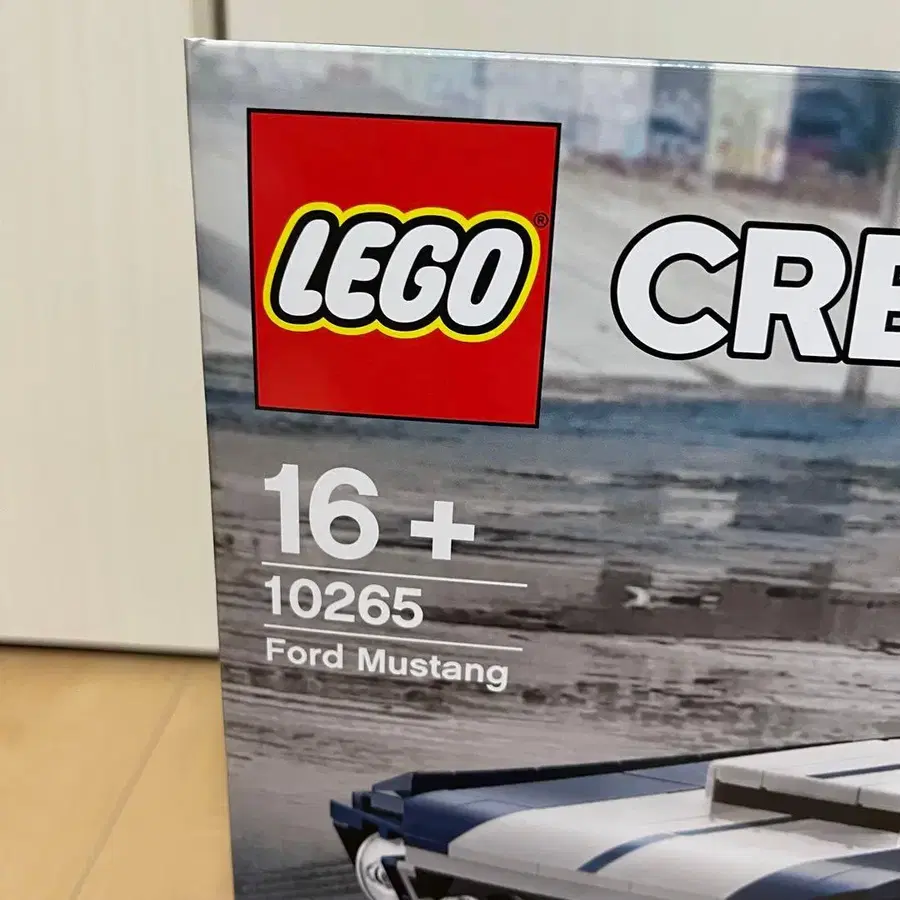 LEGO® CRE
16+
10265
Ford Mustang